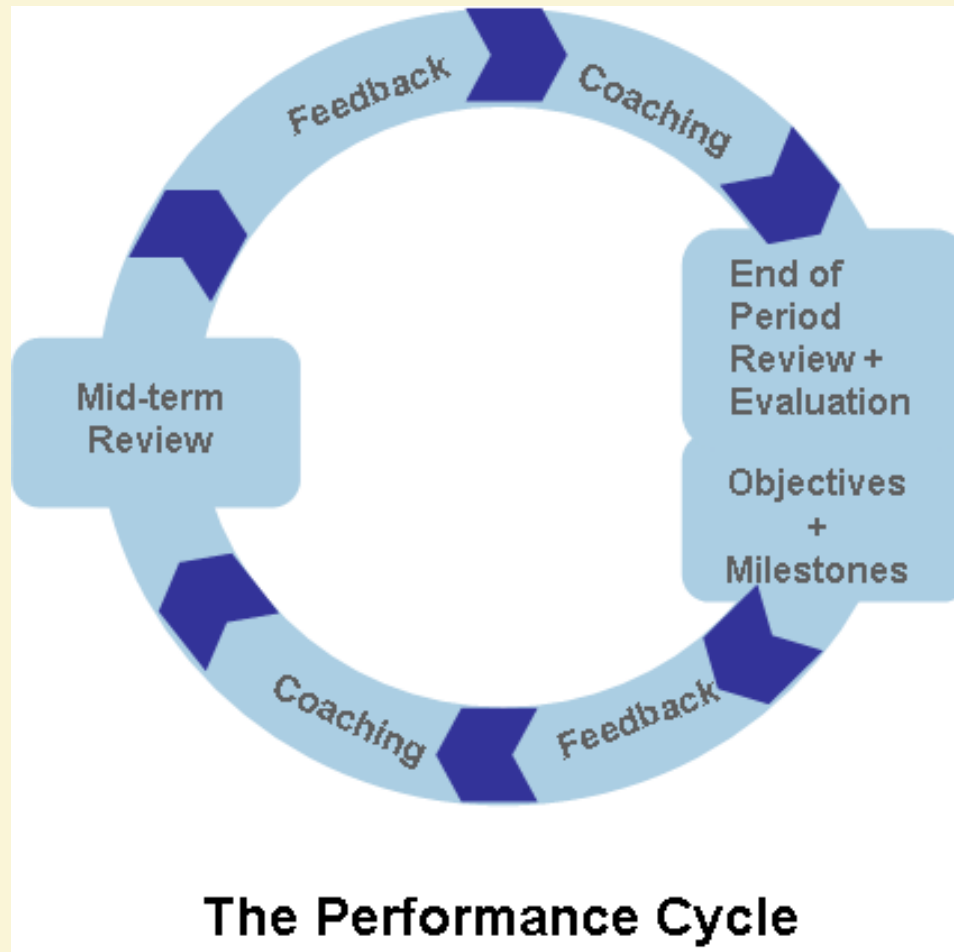 Feedback
Coaching
End of
Period
Review +
Evaluation
Mid-term
Review
Objectives
+
Milestones
Coaching
Feedback
The Performance Cycle